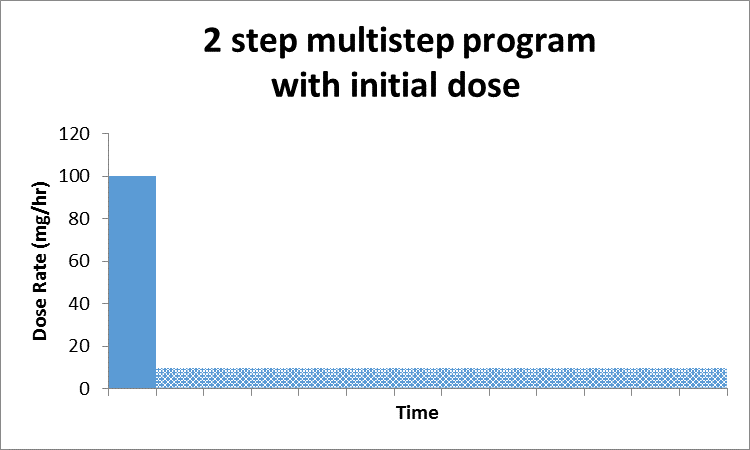 2 step multistep program
with initial dose
120
100
80
60
40
20
0
Dose Rate (mg/hr)
Time